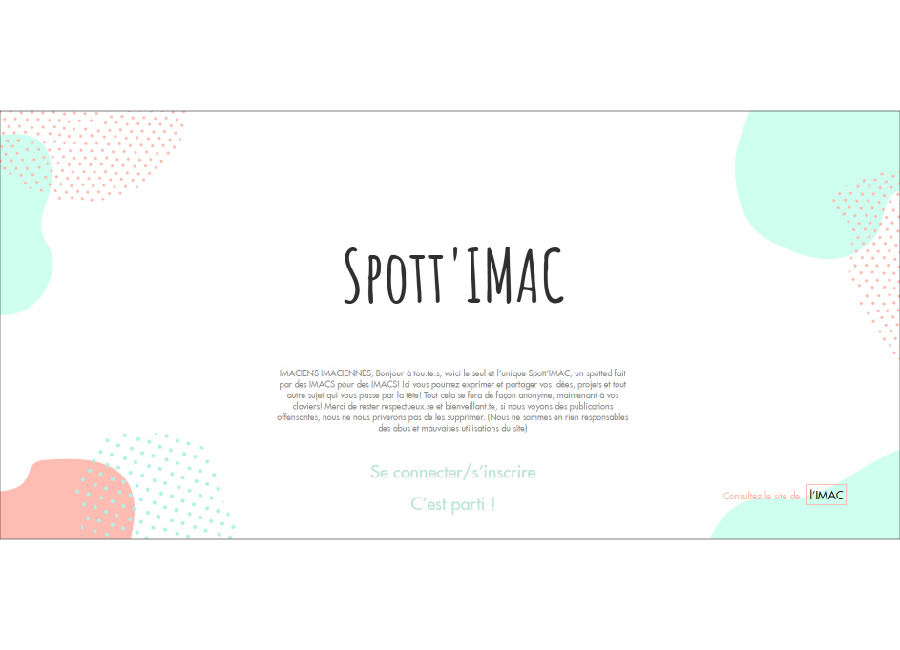 Spott'IMAC
IMACIENS IMACIENNES, Bonjour à tou.te.s, voici le seul et l'unique Spott'IMAC, un spotted fait
par des IMACS pour des IMACS! Ici vous pourrez exprimer et partager vos idées, projets et tout
autre sujet qui vous passe par la tête! Tout cela se fera de façon anonyme, maintenant à vos
claviers! Merci de rester respectueux.se et bienveillant.te, si nous voyons des publications
offensantes, nous ne nous priverons pas de les supprimer. (Nous ne sommes en rien responsables
des abus et mauvaises utilisations du site)
Se connecter/s'inscrire
C'est parti !
Consultez le site de l'IMAC